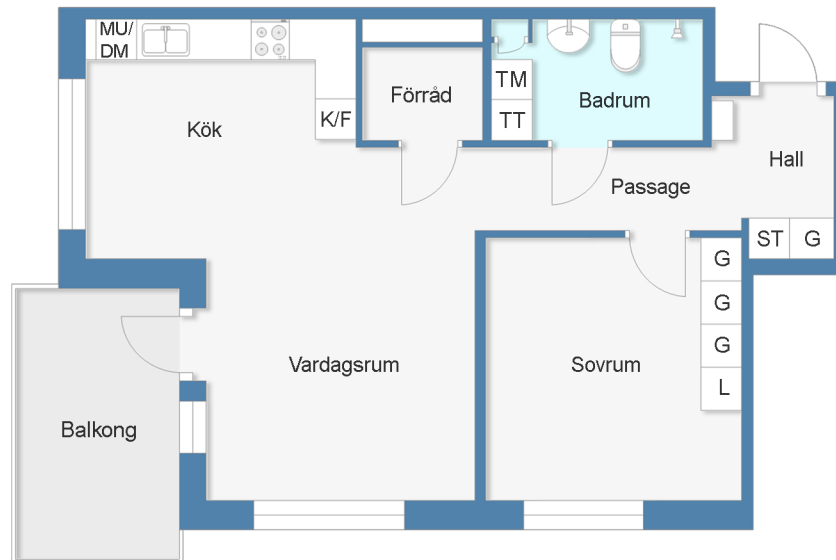 MU/
DM
Kök
K/F
Förråd
TM
TT
Badrum
Hall
Passage
ST
G
G
G
G
L
Vardagsrum
Sovrum
Balkong